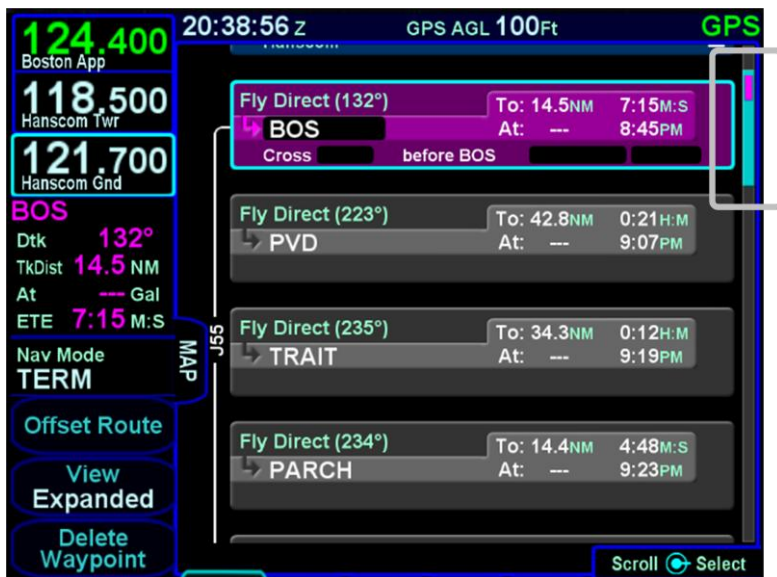 124.400
Boston App
118.500
Hanscom Twr
121.700
Hanscom Gnd
BOS
Dtk 132°
TkDist 14.5 NM
At --- Gal
ETE 7:15 M:S
Nav Mode
TERM
Offset Route
View
Expanded
Delete
Waypoint
20:38:56 Z GPS AGL 100Ft GPS
Hanscom
MAP
J55
Fly Direct (132°) To: 14.5NM 7:15M:S
BOS At: --- 8:45PM
Cross before BOS
Fly Direct (223°) To: 42.8NM 0:21H:M
PVD At: --- 9:07PM
Fly Direct (235°) To: 34.3NM 0:12H:M
TRAIT At: --- 9:19PM
Fly Direct (234°) To: 14.4NM 4:48M:S
PARCH At: --- 9:23PM
Scroll Select